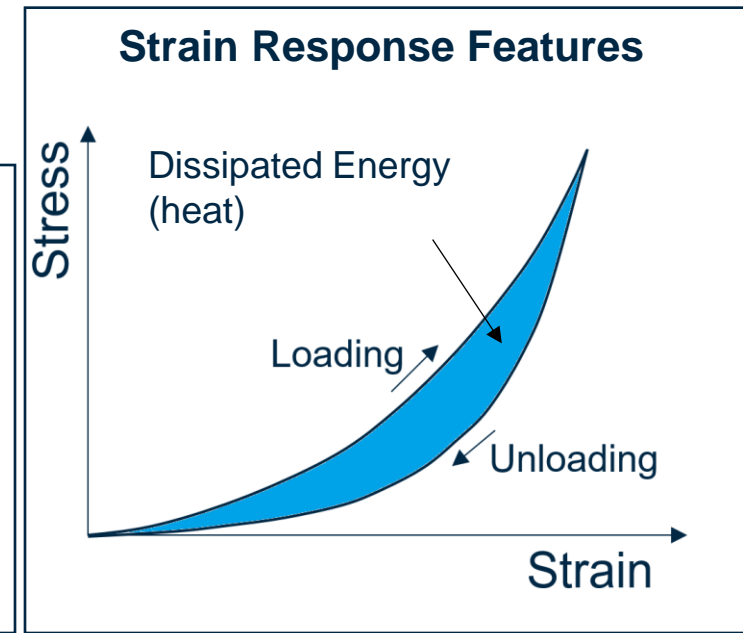 Strain Response Features
Dissipated Energy
(heat)
Stress
Loading
Unloading
Strain